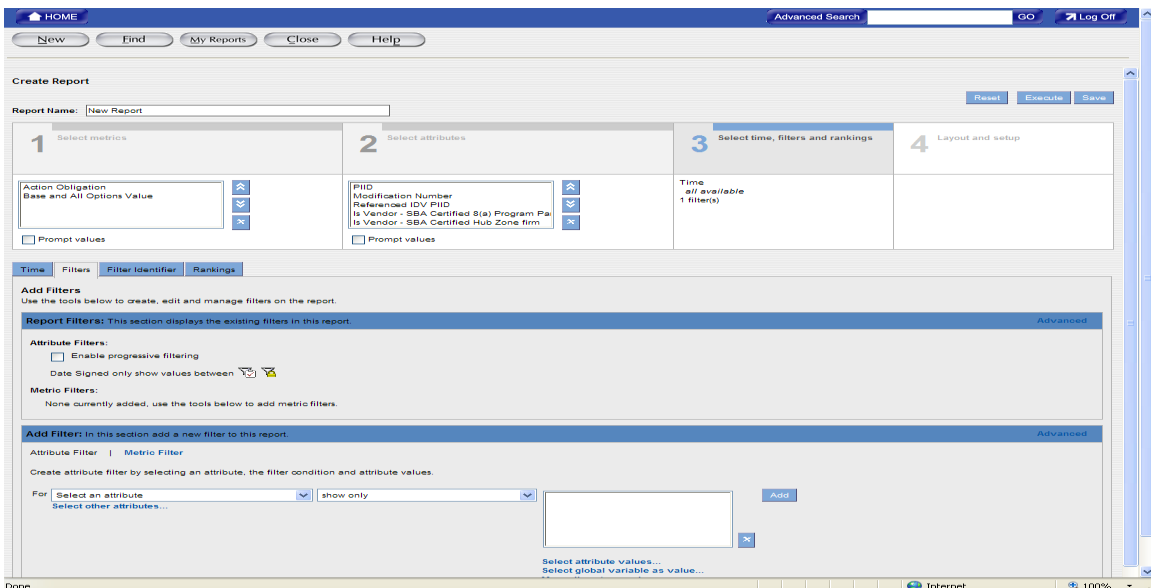 HOME
Advanced Search
GO
Log Off
New
Find
My Reports
Close
Help
Create Report
Reset
Execute
Save
Report Name: New Report
1 Select metrics
2 Select attributes
3 Select time, filters and rankings
4 Layout and setup
Action Obligation
Base and All Options Value
Prompt values
PIID
Modification Number
Referenced IDV PIID
Is Vendor - SBA Certified 8(a) Program Pa
Is Vendor - SBA Certified Hub Zone firm
Prompt values
Time
all available
1 filter(s)
Time
Filters
Filter Identifier
Rankings
Add Filters
Use the tools below to create, edit and manage filters on the report.
Report Filters: This section displays the existing filters in this report.
Advanced
Attribute Filters:
Enable progressive filtering
Date Signed only show values between
Metric Filters:
None currently added, use the tools below to add metric filters.
Add Filter: In this section add a new filter to this report.
Advanced
Attribute Filter | Metric Filter
Create attribute filter by selecting an attribute, the filter condition and attribute values.
For Select an attribute
show only
Add
Select other attributes...
Select attribute values...
Select global variable as value...
Done
Internet
100%